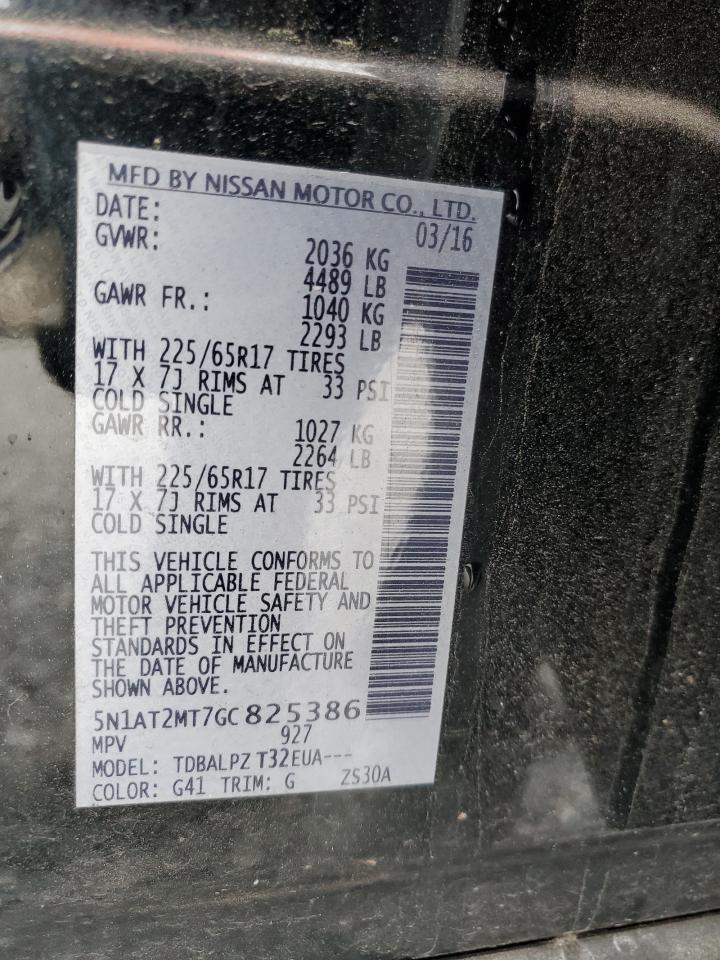 MFD BY NISSAN MOTOR CO., LTD.
DATE: 03/16
GVWR: 2036 KG
4489 LB
GAWR FR.: 1040 KG
2293 LB
WITH 225/65R17 TIRES
17 X 7J RIMS AT 33 PSI
COLD SINGLE
GAWR RR.: 1027 KG
2264 LB
WITH 225/65R17 TIRES
17 X 7J RIMS AT 33 PSI
COLD SINGLE
THIS VEHICLE CONFORMS TO
ALL APPLICABLE FEDERAL
MOTOR VEHICLE SAFETY AND
THEFT PREVENTION
STANDARDS IN EFFECT ON
THE DATE OF MANUFACTURE
SHOWN ABOVE.
5N1AT2MT7GC825386
MPV 927
MODEL: TDBALPZ T32EUA---
COLOR: G41 TRIM: G ZS30A